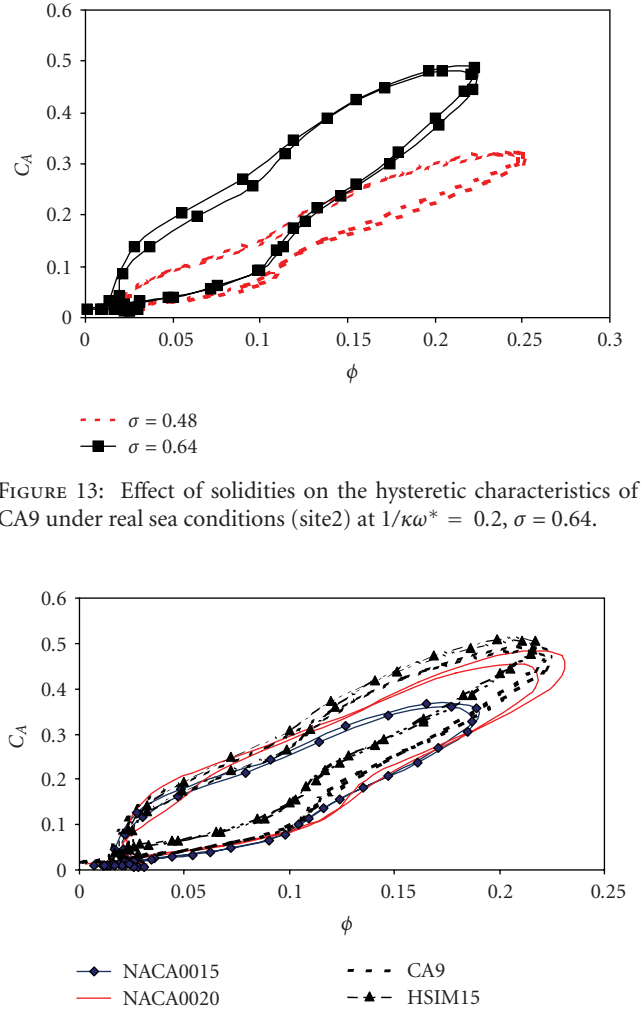 0.6
0.5
0.4
0.3
0.2
0.1
0
C_A
0 0.05 0.1 0.15 0.2 0.25 0.3
ϕ
σ = 0.48
σ = 0.64
FIGURE 13: Effect of solidities on the hysteretic characteristics of
CA9 under real sea conditions (site2) at 1/κω* = 0.2, σ = 0.64.
0.6
0.5
0.4
0.3
0.2
0.1
0
C_A
0 0.05 0.1 0.15 0.2 0.25
ϕ
NACA0015 CA9
NACA0020 HSIM15